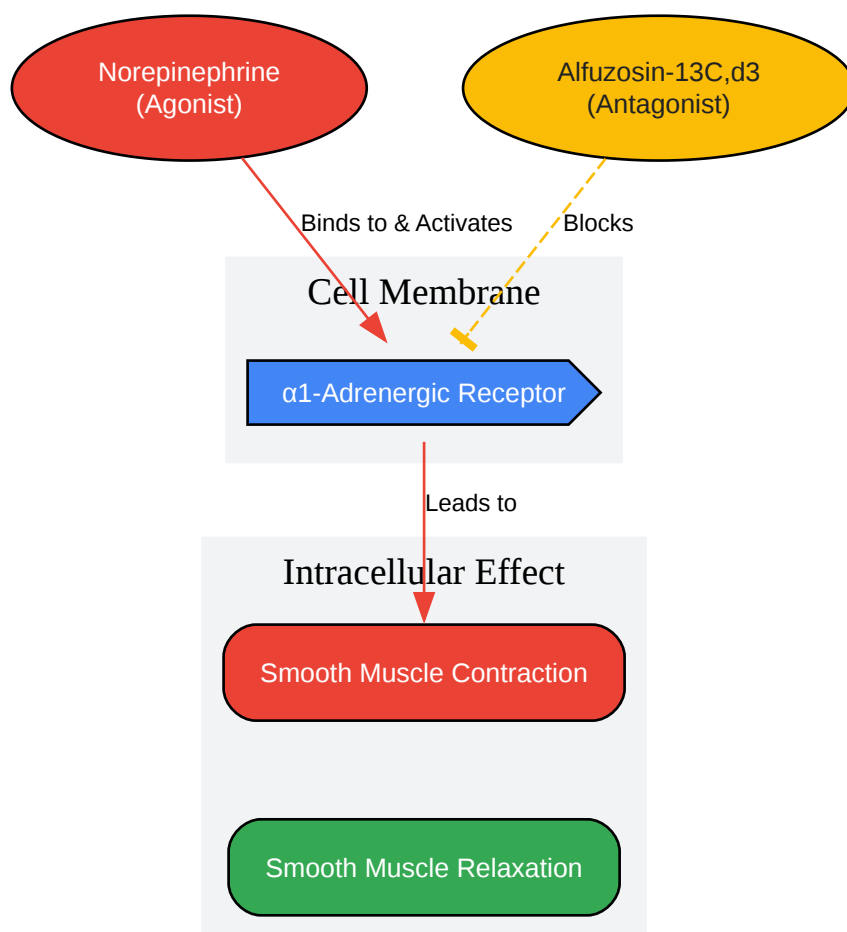 Norepinephrine
(Agonist)
Alfuzosin-13C,d3
(Antagonist)
Binds to & Activates
Blocks
Cell Membrane
α1-Adrenergic Receptor
Leads to
Intracellular Effect
Smooth Muscle Contraction
Smooth Muscle Relaxation